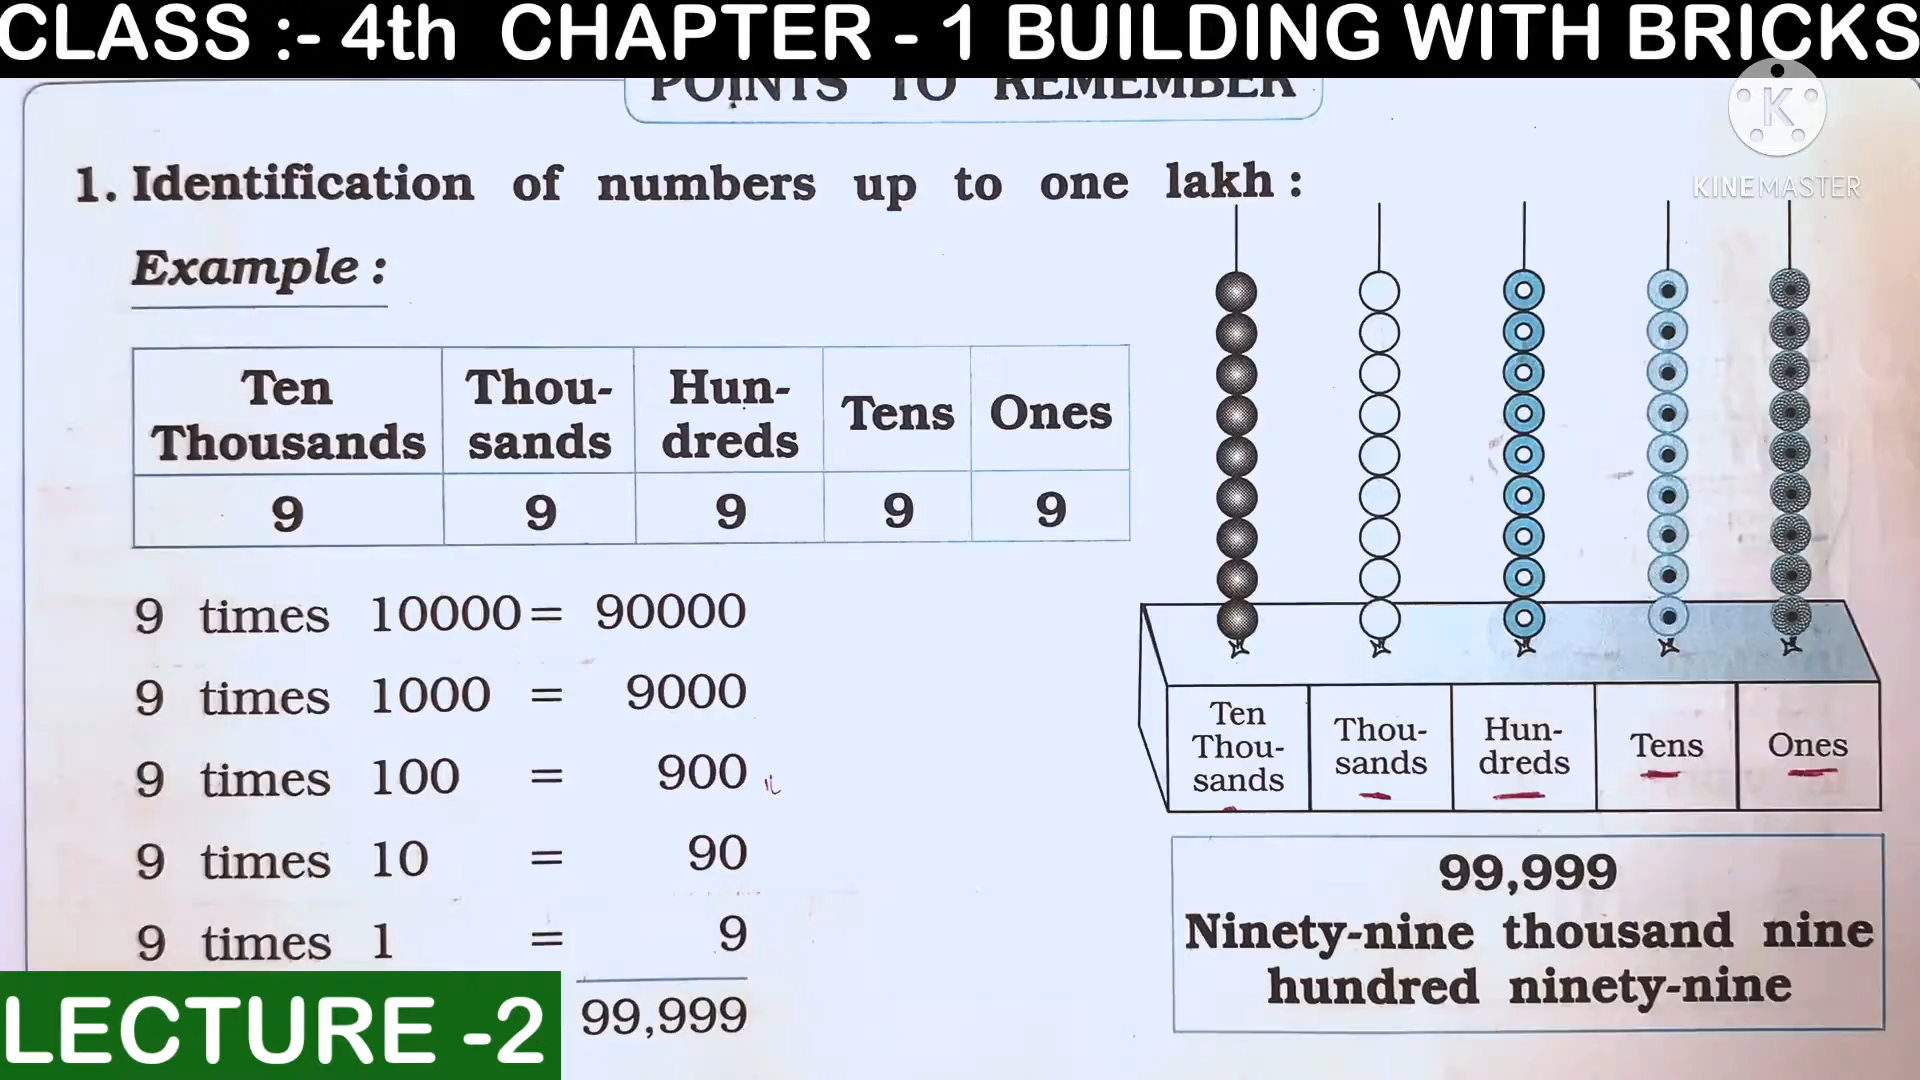 CLASS :- 4th CHAPTER - 1 BUILDING WITH BRICKS
POINTS TO REMEMBER
K
KINEMASTER
1. Identification of numbers up to one lakh :
Example :
Ten Thousands Thou- sands Hun- dreds Tens Ones
9 9 9 9 9
9 times 10000 = 90000
9 times 1000 = 9000
9 times 100 = 900
9 times 10 = 90
9 times 1 = 9
99,999
Ten
Thou-
sands
Thou-
sands
Hun-
dreds
Tens
Ones
99,999
Ninety-nine thousand nine
hundred ninety-nine
LECTURE -2